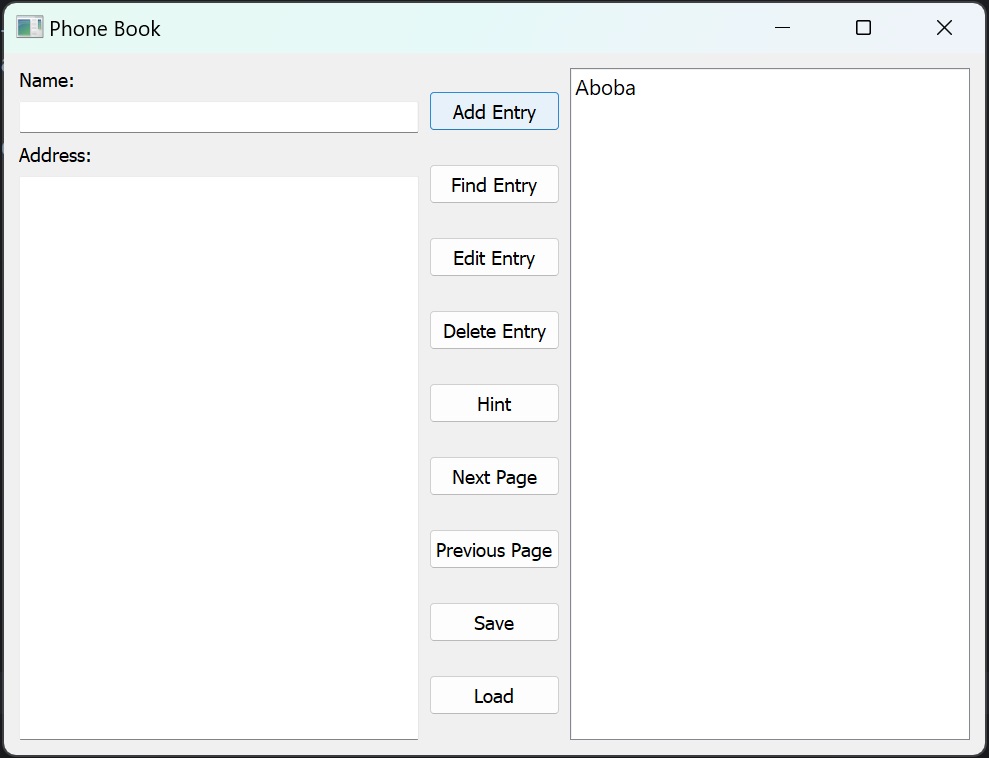 Phone Book
Name:
Address:
Add Entry
Find Entry
Edit Entry
Delete Entry
Hint
Next Page
Previous Page
Save
Load
Aboba